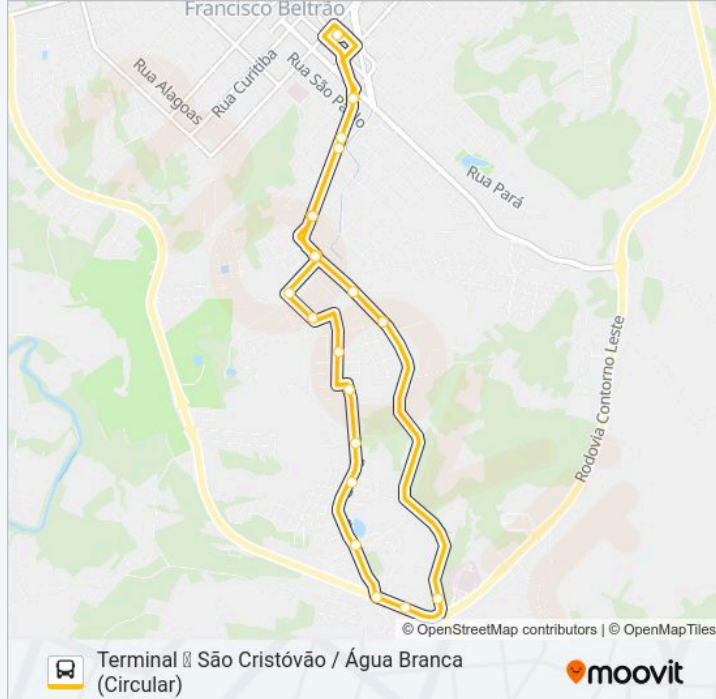 Francisco Beltrão
Rua Alagoas
Rua Curitiba
Rua São Paulo
Rua Pará
Rodovia Contorno Leste
© OpenStreetMap contributors | © OpenMapTiles
Terminal 🡘 São Cristóvão / Água Branca
(Circular)
moovit